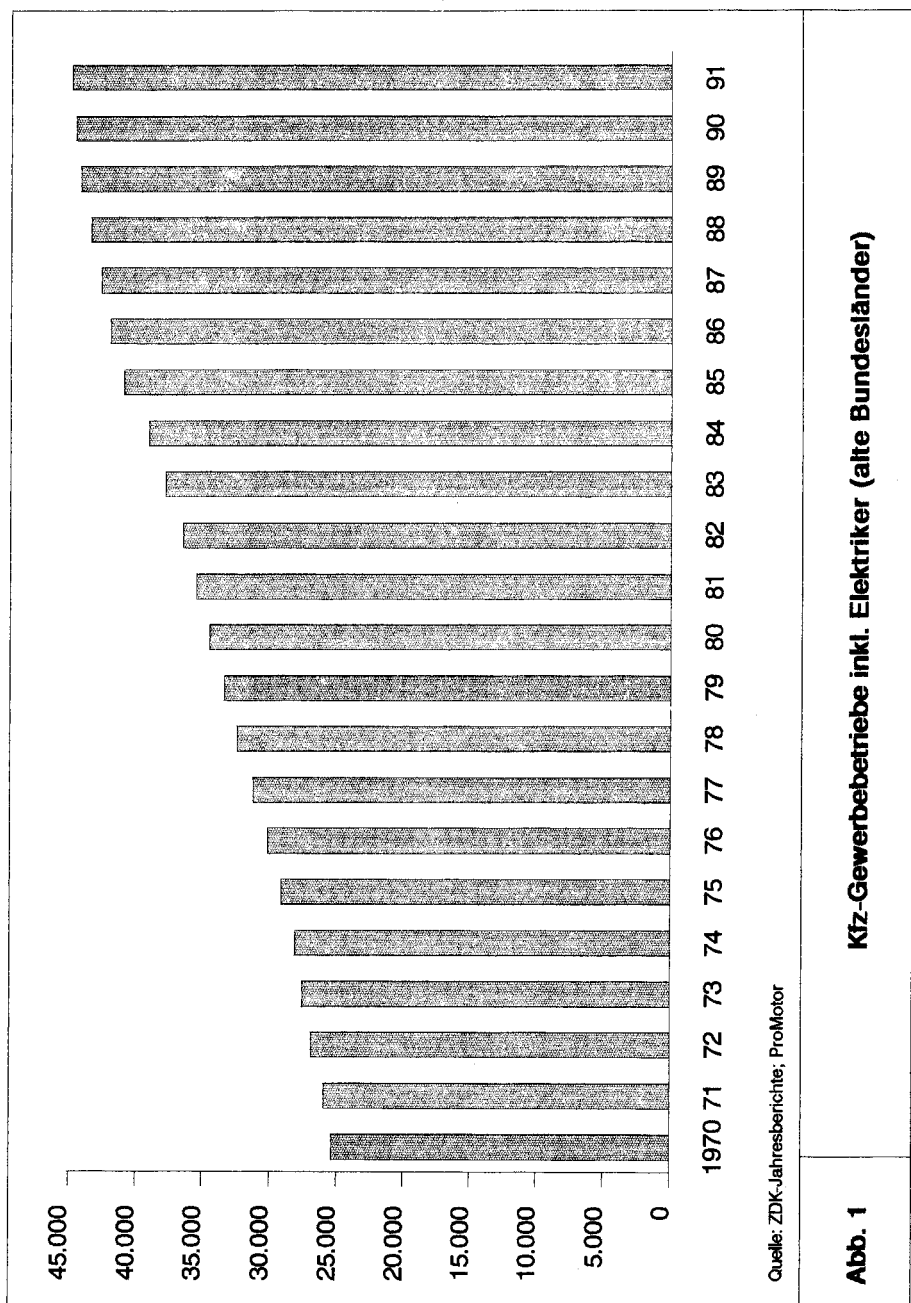 45.000
40.000
35.000
30.000
25.000
20.000
15.000
10.000
5.000
0
1970 71 72 73 74 75 76 77 78 79 80 81 82 83 84 85 86 87 88 89 90 91
Quelle: ZDK-Jahresberichte; ProMotor
Abb. 1
Kfz-Gewerbebetriebe inkl. Elektriker (alte Bundesländer)